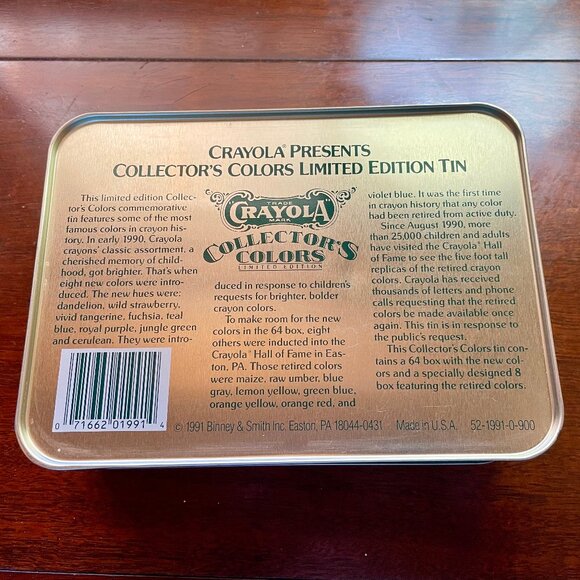 CRAYOLA® PRESENTS
COLLECTOR'S COLORS LIMITED EDITION TIN
This limited edition Collec-
tor's Colors commemorative
tin features some of the most
famous colors in crayon his-
tory. In early 1990, Crayola
crayons' classic assortment, a
cherished memory of child-
hood, got brighter. That's when
eight new colors were intro-
duced. The new hues were:
dandelion, wild strawberry,
vivid tangerine, fuchsia, teal
blue, royal purple, jungle green
and cerulean. They were intro-
0 71662 01991 4
TRADE
CRAYOLA
MARK
COLLECTOR'S
COLORS
LIMITED EDITION
duced in response to children's
requests for brighter, bolder
crayon colors.
To make room for the new
colors in the 64 box, eight
others were inducted into the
Crayola® Hall of Fame in Eas-
ton, PA. Those retired colors
were maize, raw umber, blue
gray, lemon yellow, green blue,
orange yellow, orange red, and
violet blue. It was the first time
in crayon history that any color
had been retired from active duty.
Since August 1990, more
than 25,000 children and adults
have visited the Crayola® Hall
of Fame to see the five foot tall
replicas of the retired crayon
colors. Crayola has received
thousands of letters and phone
calls requesting that the retired
colors be made available once
again. This tin is in response to
the public's request.
This Collector's Colors tin con-
tains a 64 box with the new col-
ors and a specially designed 8
box featuring the retired colors.
© 1991 Binney & Smith Inc. Easton, PA 18044-0431 MADE IN U.S.A. 52-1991-0-900